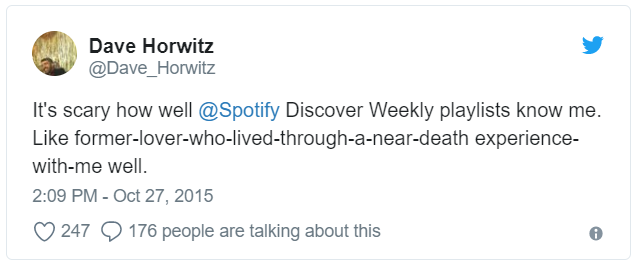 Dave Horwitz
@Dave_Horwitz
It's scary how well @Spotify Discover Weekly playlists know me.
Like former-lover-who-lived-through-a-near-death experience-
with-me well.
2:09 PM - Oct 27, 2015
247 176 people are talking about this